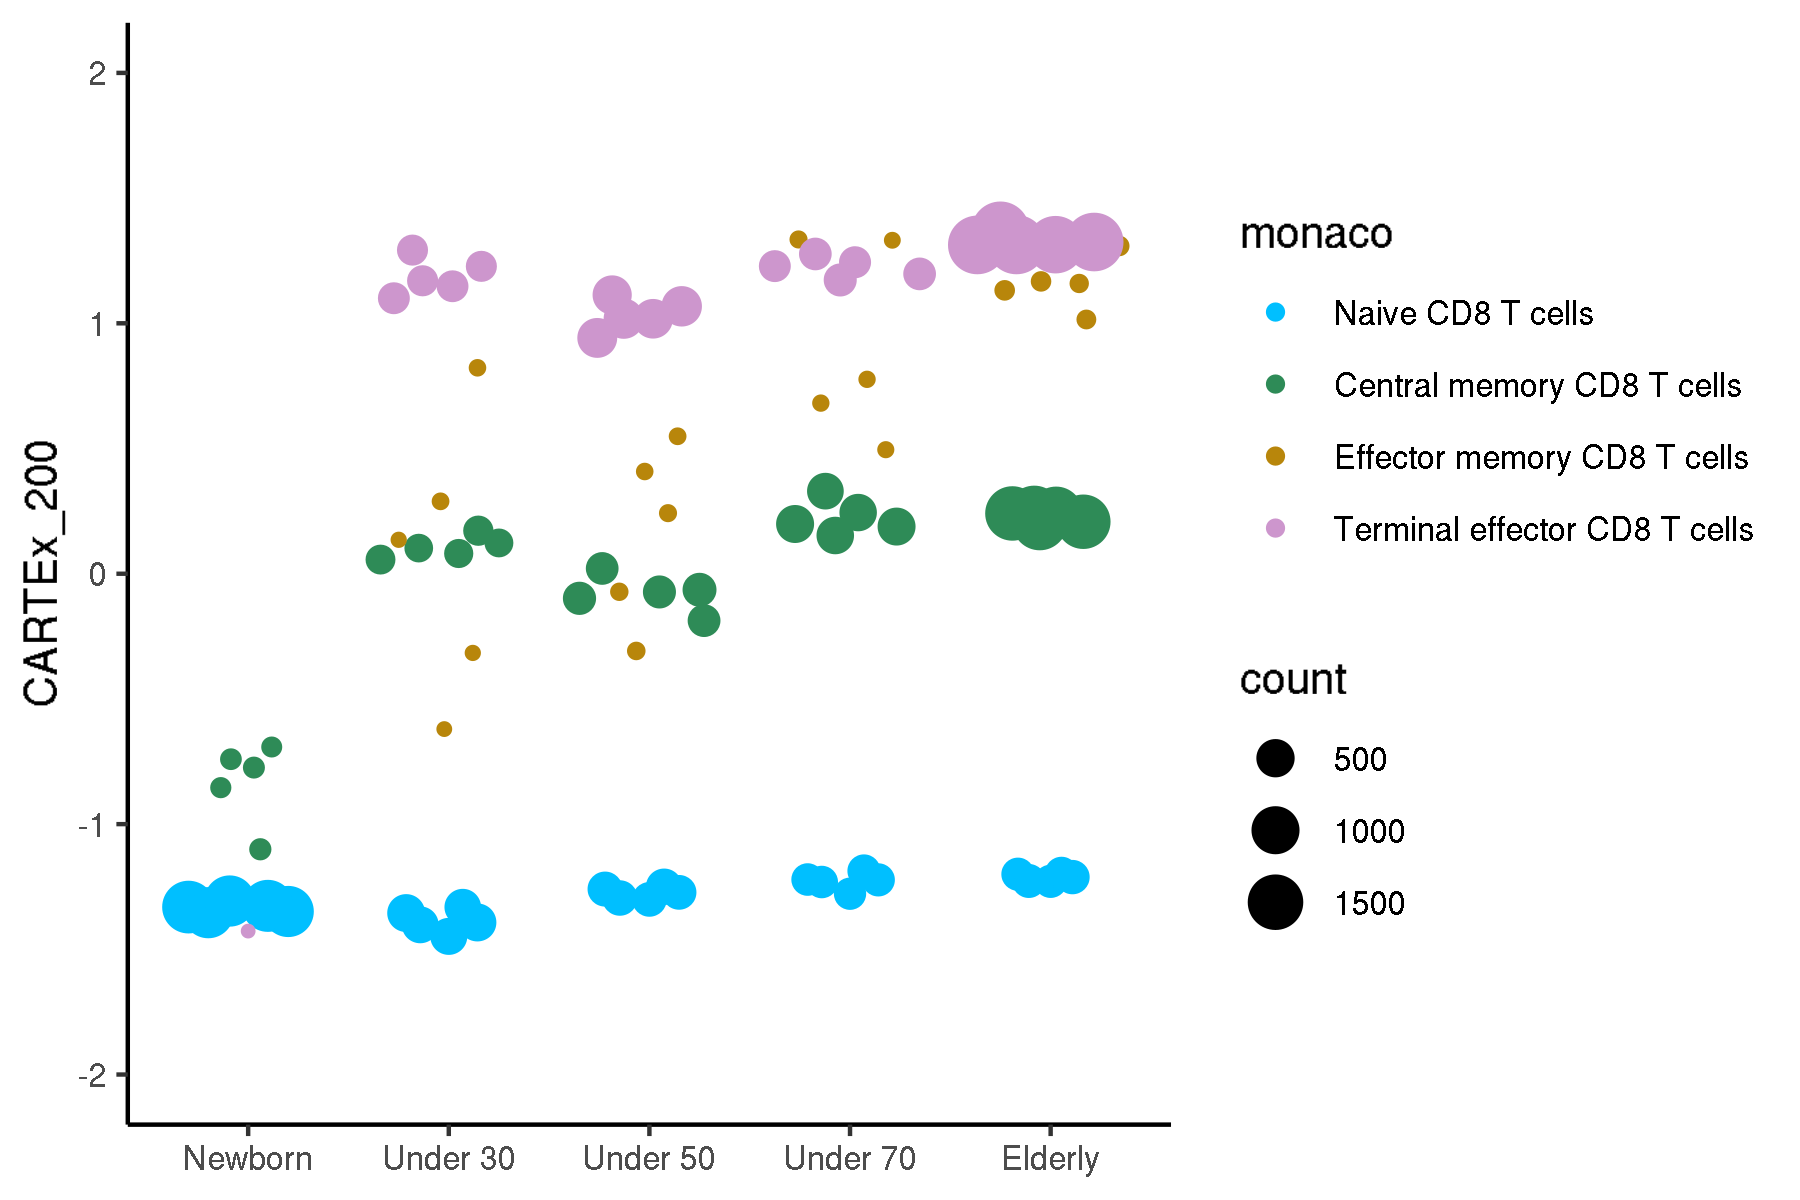 CARTEx_200
2
1
0
-1
-2
Newborn
Under 30
Under 50
Under 70
Elderly
monaco
Naive CD8 T cells
Central memory CD8 T cells
Effector memory CD8 T cells
Terminal effector CD8 T cells
count
500
1000
1500